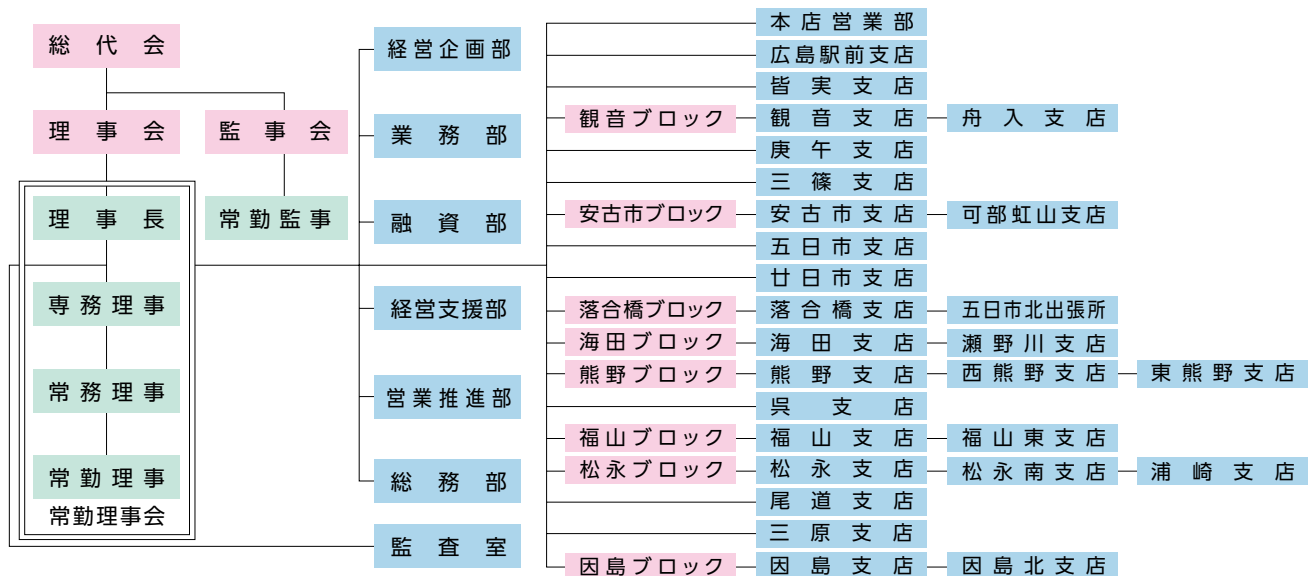 総代会
理事会
監事会
理事長
常勤監事
専務理事
常務理事
常勤理事
常勤理事会
経営企画部
業務部
融資部
経営支援部
営業推進部
総務部
監査室
本店営業部
広島駅前支店
皆実支店
観音ブロック 観音支店 舟入支店
庚午支店
三篠支店
安古市ブロック 安古市支店 可部虹山支店
五日市支店
廿日市支店
落合橋ブロック 落合橋支店 五日市北出張所
海田ブロック 海田支店 瀬野川支店
熊野ブロック 熊野支店 西熊野支店 東熊野支店
呉支店
福山ブロック 福山支店 福山東支店
松永ブロック 松永支店 松永南支店 浦崎支店
尾道支店
三原支店
因島ブロック 因島支店 因島北支店